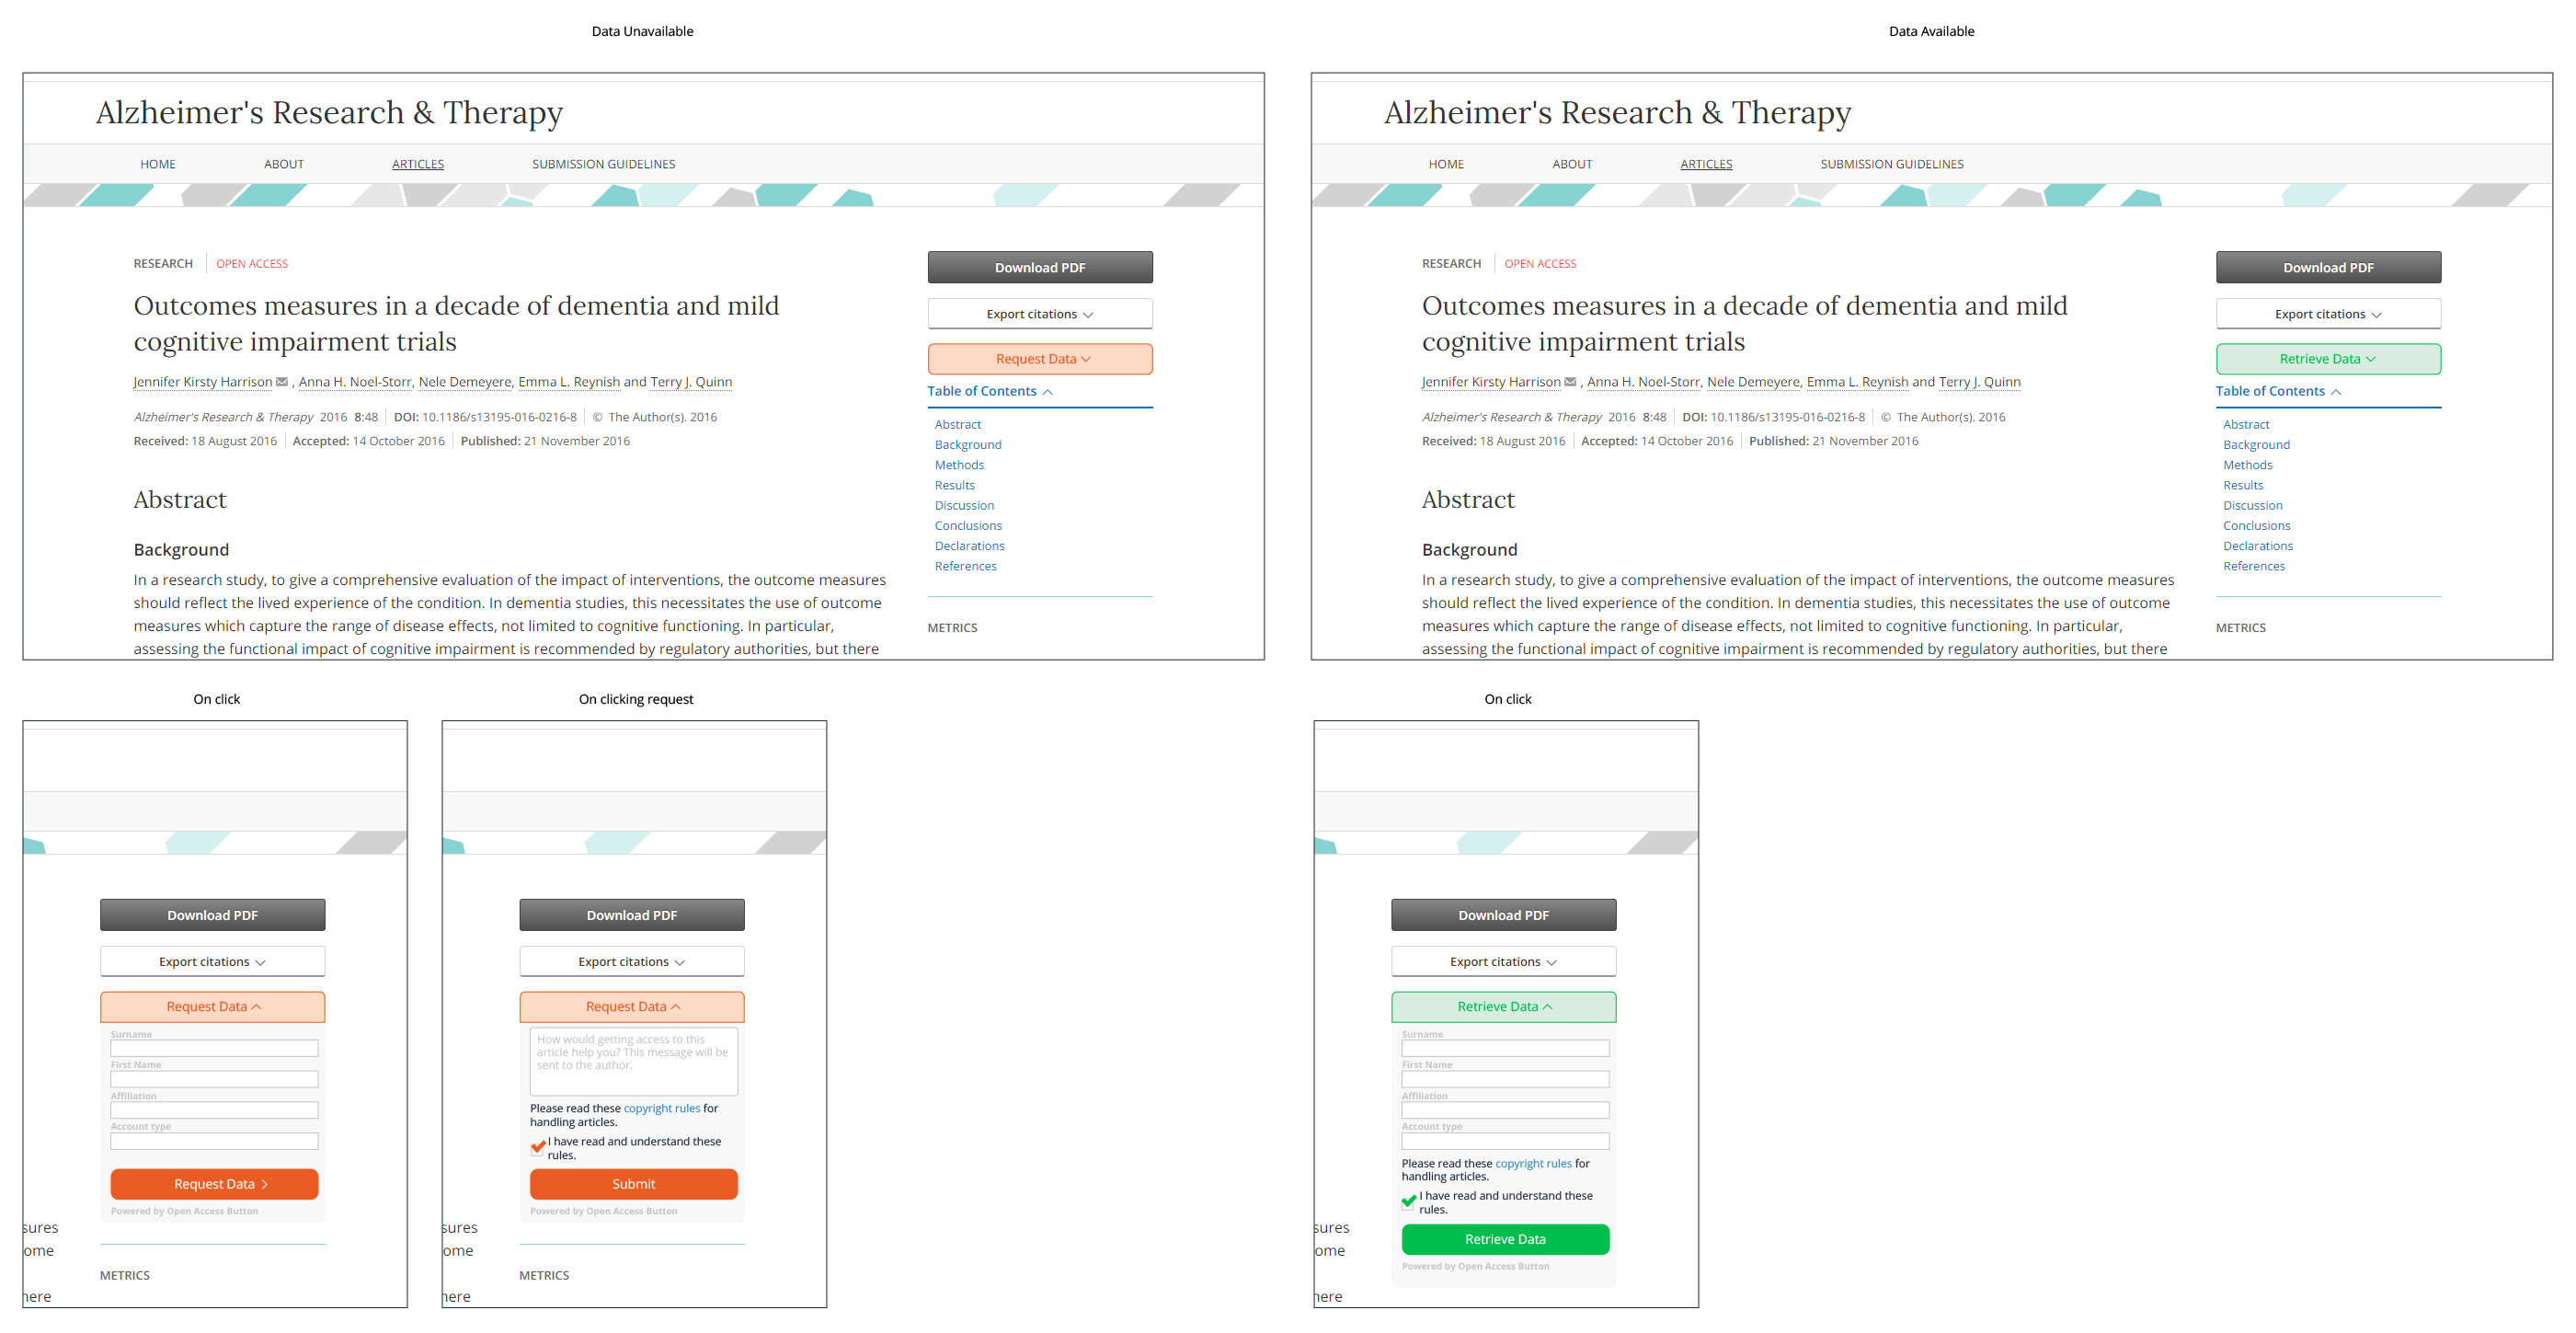 Data Unavailable
Alzheimer's Research & Therapy
HOME ABOUT ARTICLES SUBMISSION GUIDELINES
RESEARCH OPEN ACCESS
Outcomes measures in a decade of dementia and mild
cognitive impairment trials
Jennifer Kirsty Harrison , Anna H. Noel-Storr, Nele Demeyere, Emma L. Reynish and Terry J. Quinn
Alzheimer's Research & Therapy 2016 8:48 DOI: 10.1186/s13195-016-0216-8 © The Author(s). 2016
Received: 18 August 2016 Accepted: 14 October 2016 Published: 21 November 2016
Abstract
Background
In a research study, to give a comprehensive evaluation of the impact of interventions, the outcome measures
should reflect the lived experience of the condition. In dementia studies, this necessitates the use of outcome
measures which capture the range of disease effects, not limited to cognitive functioning. In particular,
assessing the functional impact of cognitive impairment is recommended by regulatory authorities, but there
Download PDF
Export citations
Request Data
Table of Contents
Abstract
Background
Methods
Results
Discussion
Conclusions
Declarations
References
METRICS
Data Available
Alzheimer's Research & Therapy
HOME ABOUT ARTICLES SUBMISSION GUIDELINES
RESEARCH OPEN ACCESS
Outcomes measures in a decade of dementia and mild
cognitive impairment trials
Jennifer Kirsty Harrison , Anna H. Noel-Storr, Nele Demeyere, Emma L. Reynish and Terry J. Quinn
Alzheimer's Research & Therapy 2016 8:48 DOI: 10.1186/s13195-016-0216-8 © The Author(s). 2016
Received: 18 August 2016 Accepted: 14 October 2016 Published: 21 November 2016
Abstract
Background
In a research study, to give a comprehensive evaluation of the impact of interventions, the outcome measures
should reflect the lived experience of the condition. In dementia studies, this necessitates the use of outcome
measures which capture the range of disease effects, not limited to cognitive functioning. In particular,
assessing the functional impact of cognitive impairment is recommended by regulatory authorities, but there
Download PDF
Export citations
Retrieve Data
Table of Contents
Abstract
Background
Methods
Results
Discussion
Conclusions
Declarations
References
METRICS
On click
Download PDF
Export citations
Request Data
Surname
First Name
Affiliation
Account type
Request Data
Powered by Open Access Button
sures
ome
METRICS
here
On clicking request
Download PDF
Export citations
Request Data
How would getting access to this
article help you? This message will be
sent to the author.
Please read these copyright rules for
handling articles.
I have read and understand these
rules.
Submit
Powered by Open Access Button
sures
ome
METRICS
here
On click
Download PDF
Export citations
Retrieve Data
Surname
First Name
Affiliation
Account type
Please read these copyright rules for
handling articles.
I have read and understand these
rules.
Retrieve Data
Powered by Open Access Button
sures
ome
here